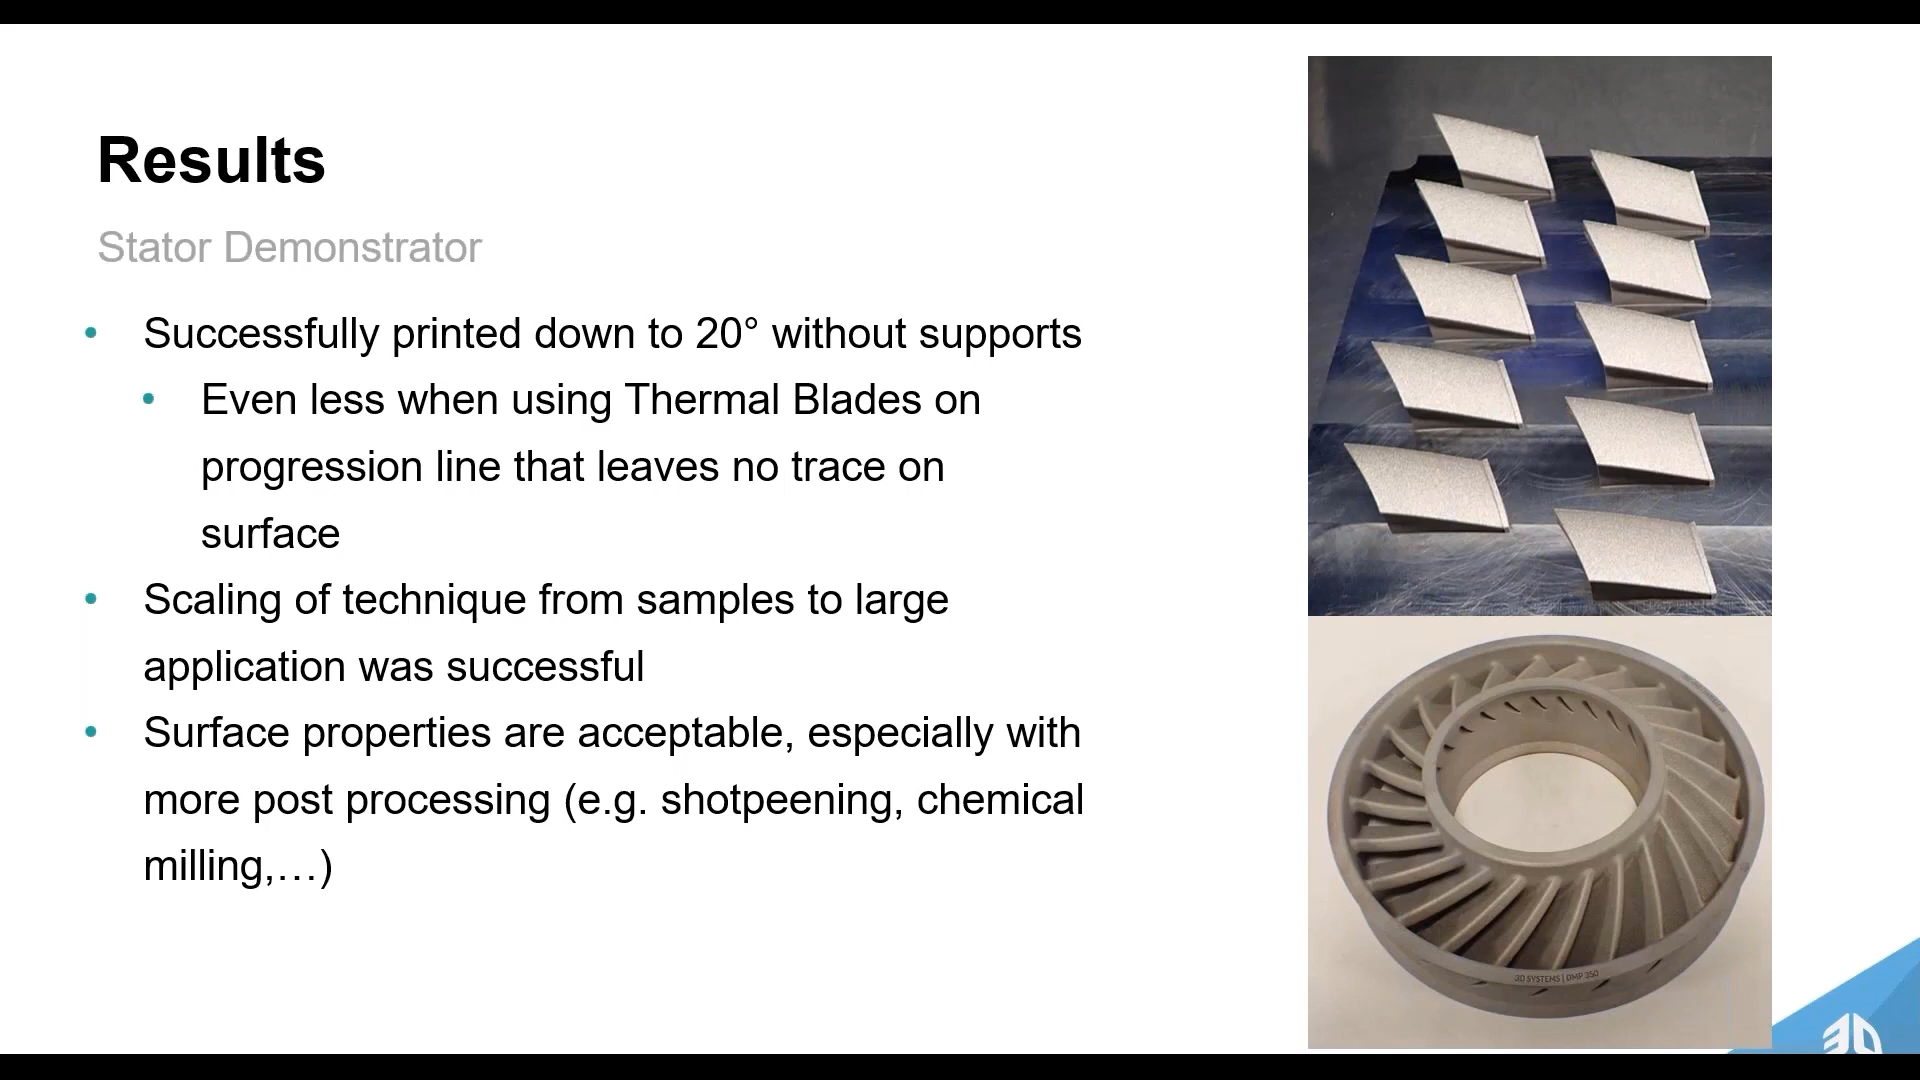 Results
Stator Demonstrator
Successfully printed down to 20° without supports
Even less when using Thermal Blades on
progression line that leaves no trace on
surface
Scaling of technique from samples to large
application was successful
Surface properties are acceptable, especially with
more post processing (e.g. shotpeening, chemical
milling,…)
3D SYSTEMS | DMP 350
3D